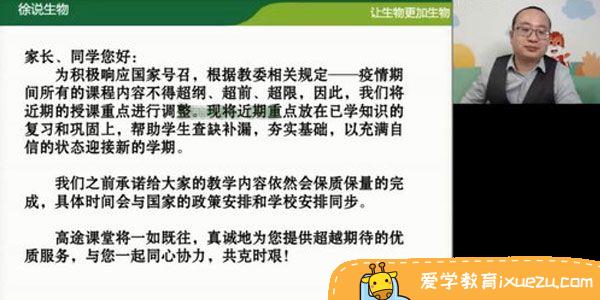 徐说生物
让生物更加生物
家长、同学您好:
为积极响应国家号召，根据教委相关规定——疫情期
间所有的课程内容不得超纲、超前、超限，因此，我们将
近期的授课重点进行调整。现将近期重点放在已学知识的
复习和巩固上，帮助学生查缺补漏，夯实基础，以充满自
信的状态迎接新的学期。
我们之前承诺给大家的教学内容依然会保质保量的完
成，具体时间会与国家的政策安排和学校安排同步。
高途课堂将一如既往，真诚地为您提供超越期待的优
质服务，与您一起同心协力，共克时艰!
爱学教育ixuezu.com